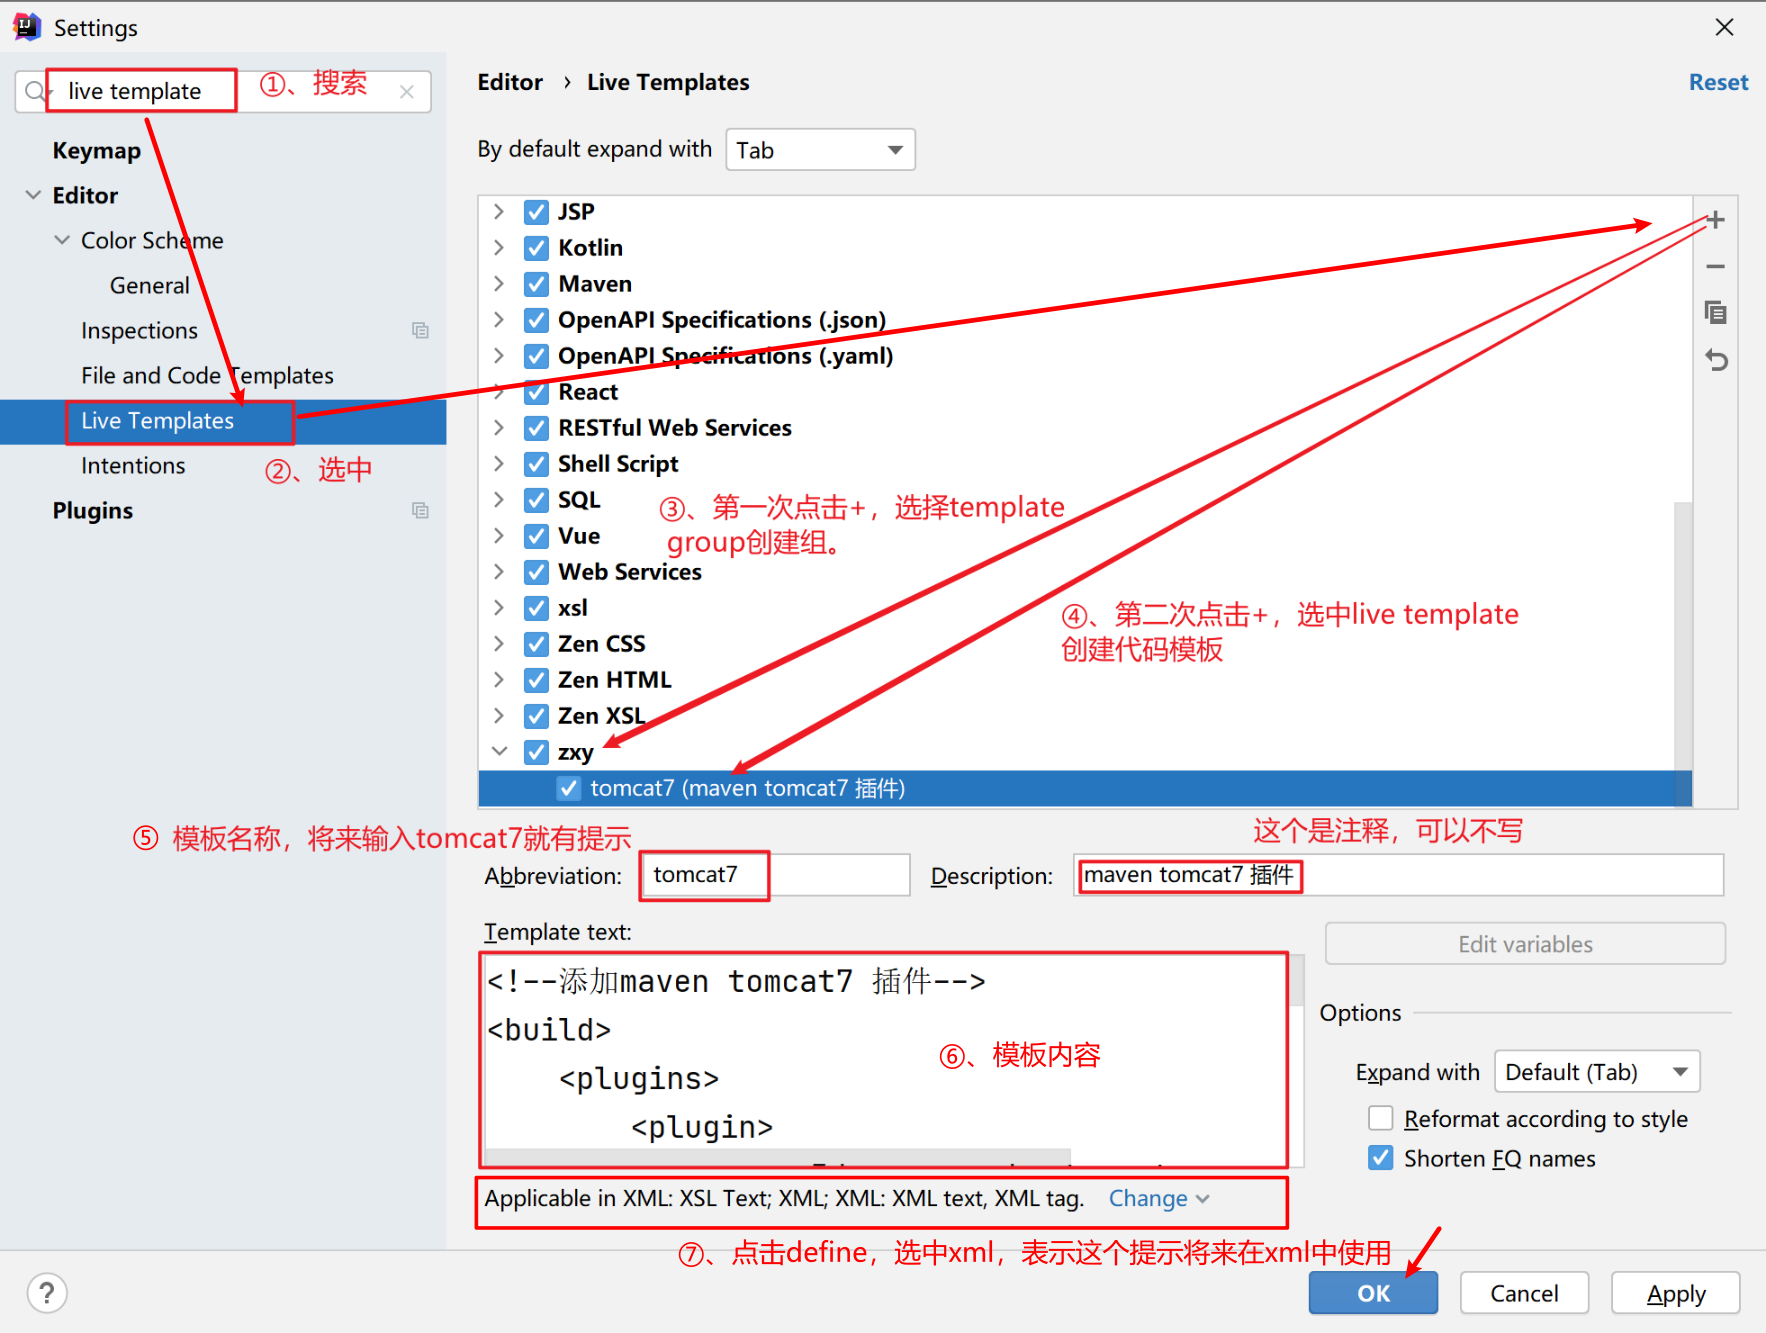 Settings
live template
①、搜索
Keymap
Editor
Color Scheme
General
Inspections
File and Code Templates
Live Templates
Intentions
②、选中
Plugins
Editor › Live Templates
Reset
By default expand with Tab
JSP
Kotlin
Maven
OpenAPI Specifications (.json)
OpenAPI Specifications (.yaml)
React
RESTful Web Services
Shell Script
SQL
Vue
Web Services
xsl
Zen CSS
Zen HTML
Zen XSL
zxy
tomcat7 (maven tomcat7 插件)
③、第一次点击+，选择template
group创建组。
④、第二次点击+，选中live template
创建代码模板
⑤ 模板名称，将来输入tomcat7就有提示
这个是注释，可以不写
Abbreviation: tomcat7
Description: maven tomcat7 插件
Template text:
<!--添加maven tomcat7 插件-->
<build>
<plugins>
<plugin>
⑥、模板内容
Edit variables
Options
Expand with Default (Tab)
Reformat according to style
Shorten FQ names
Applicable in XML: XSL Text; XML; XML: XML text, XML tag. Change
⑦、点击define，选中xml，表示这个提示将来在xml中使用
?
OK
Cancel
Apply